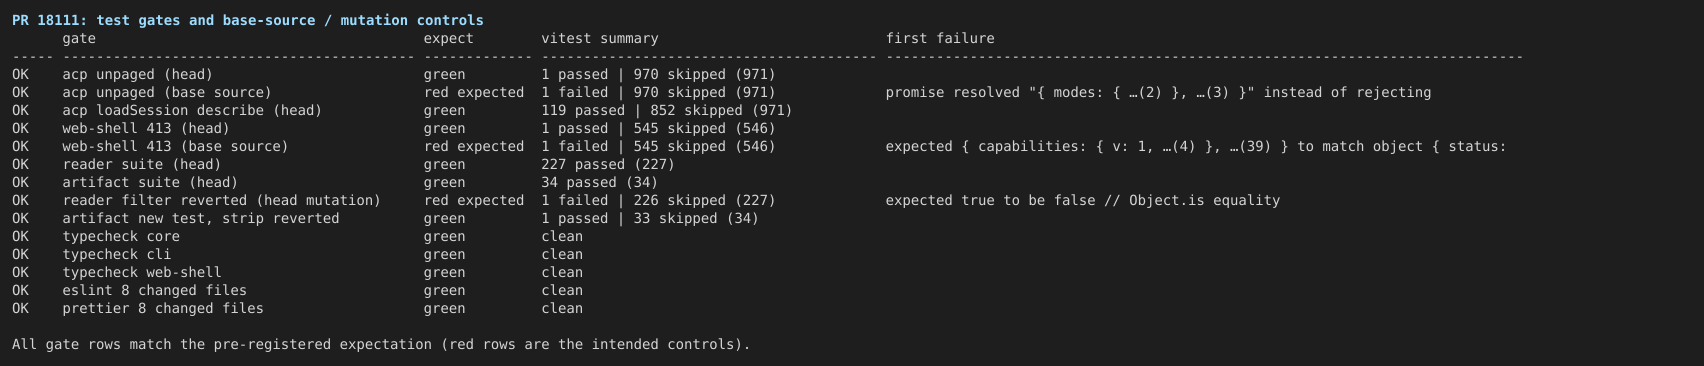 PR 18111: test gates and base-source / mutation controls
      gate                                       expect        vitest summary                             first failure
----- ------------------------------------------ ------------- ---------------------------------------- ----------------------------------------------------------------------------
OK    acp unpaged (head)                         green         1 passed | 970 skipped (971)
OK    acp unpaged (base source)                  red expected  1 failed | 970 skipped (971)             promise resolved "{ modes: { …(2) }, …(3) }" instead of rejecting
OK    acp loadSession describe (head)            green         119 passed | 852 skipped (971)
OK    web-shell 413 (head)                       green         1 passed | 545 skipped (546)
OK    web-shell 413 (base source)                red expected  1 failed | 545 skipped (546)             expected { capabilities: { v: 1, …(4) }, …(39) } to match object { status:
OK    reader suite (head)                        green         227 passed (227)
OK    artifact suite (head)                      green         34 passed (34)
OK    reader filter reverted (head mutation)     red expected  1 failed | 226 skipped (227)             expected true to be false // Object.is equality
OK    artifact new test, strip reverted          green         1 passed | 33 skipped (34)
OK    typecheck core                             green         clean
OK    typecheck cli                              green         clean
OK    typecheck web-shell                        green         clean
OK    eslint 8 changed files                     green         clean
OK    prettier 8 changed files                   green         clean
All gate rows match the pre-registered expectation (red rows are the intended controls).